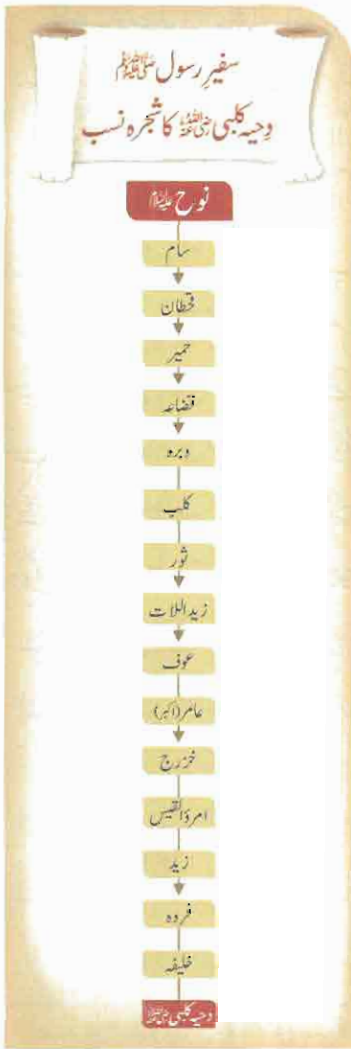 سفیرِ رسول ﷺ
دِحیہ کلبی رضی اللہ عنہ کا شجرہ نسب
نوح علیہ السلام
سام
قحطان
حمیر
قضاعہ
وبرہ
کلب
ثور
زید اللات
عوف
عامر (اکبر)
خزرج
امرؤ القیس
زید
فروہ
خلیفہ
دحیہ کلبی رضی اللہ عنہ